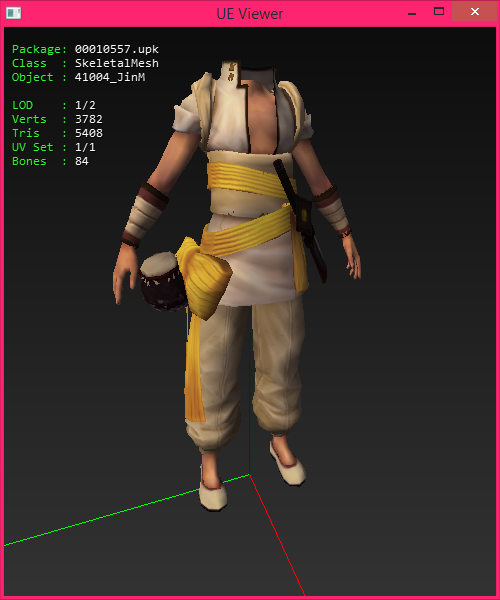 UE Viewer
Package: 00010557.upk
Class : SkeletalMesh
Object : 41004_JinM
LOD : 1/2
Verts : 3782
Tris : 5408
UV Set : 1/1
Bones : 84